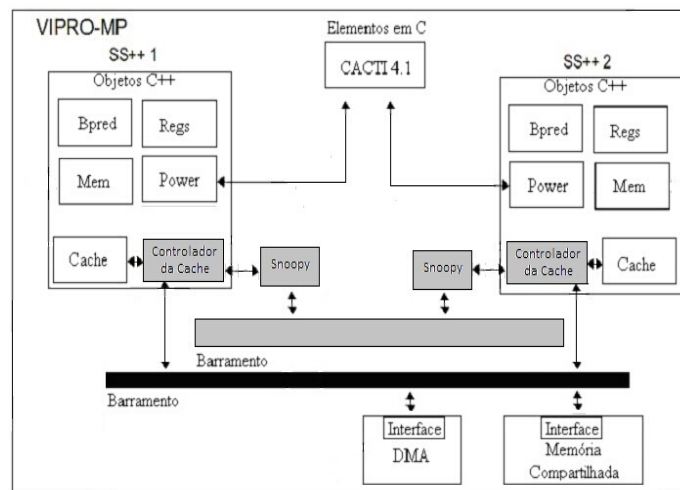 VIPRO-MP
Elementos em C
CACTI 4.1
SS++ 1
Objetos C++
Bpred
Regs
Mem
Power
Cache
Controlador
da Cache
Snoopy
SS++ 2
Objetos C++
Bpred
Regs
Power
Mem
Snoopy
Controlador
da Cache
Cache
Barramento
Barramento
Interface
DMA
Interface
Memória
Compartilhada